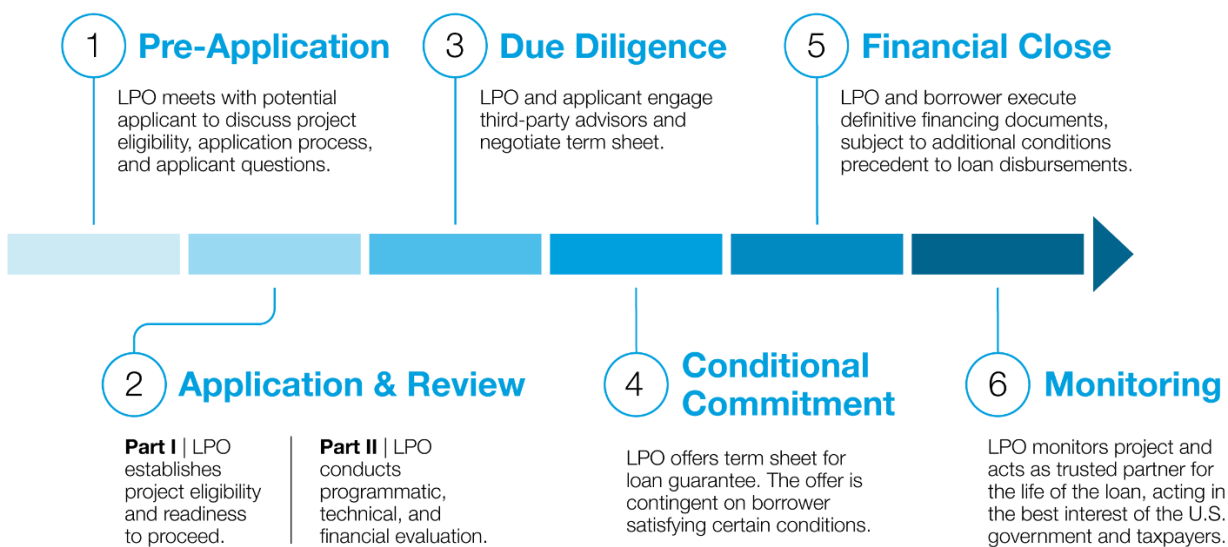 1 Pre-Application
LPO meets with potential
applicant to discuss project
eligibility, application process,
and applicant questions.
3 Due Diligence
LPO and applicant engage
third-party advisors and
negotiate term sheet.
5 Financial Close
LPO and borrower execute
definitive financing documents,
subject to additional conditions
precedent to loan disbursements.
2 Application & Review
Part I | LPO
establishes
project eligibility
and readiness
to proceed.
Part II | LPO
conducts
programmatic,
technical, and
financial evaluation.
4 Conditional
Commitment
LPO offers term sheet for
loan guarantee. The offer is
contingent on borrower
satisfying certain conditions.
6 Monitoring
LPO monitors project and
acts as trusted partner for
the life of the loan, acting in
the best interest of the U.S.
government and taxpayers.